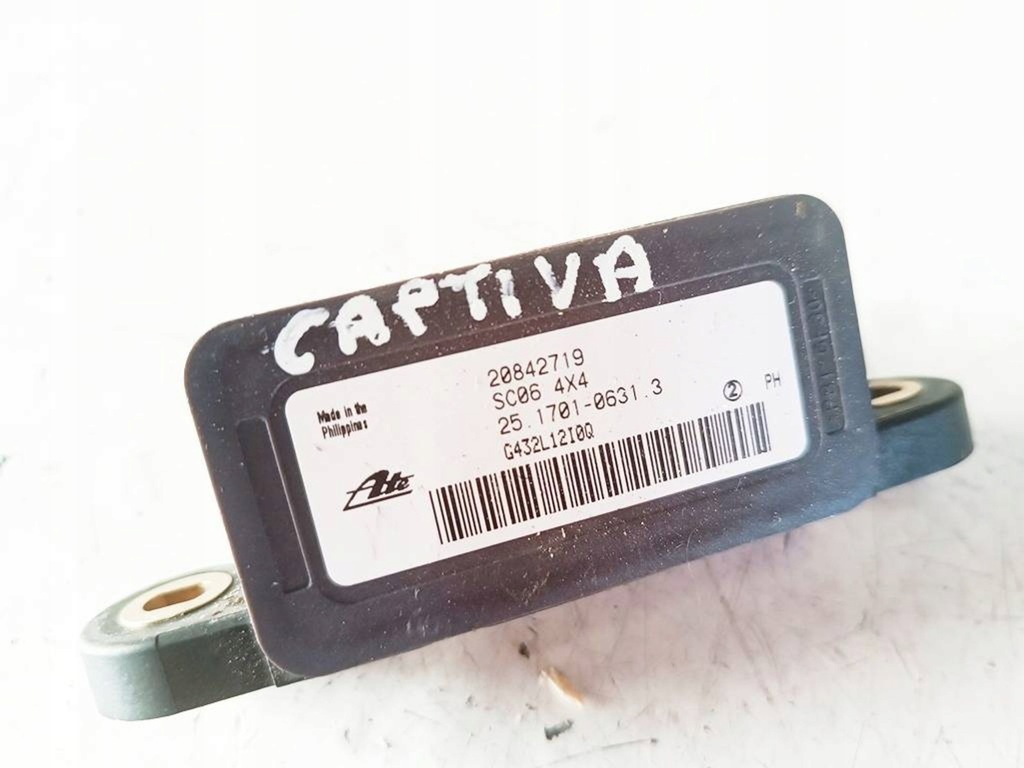 CAPTIVA
20842719
SC06 4X4
25.1701-0631.3
G432L12I0Q
Made in the
Philippines
Ate
2
PH